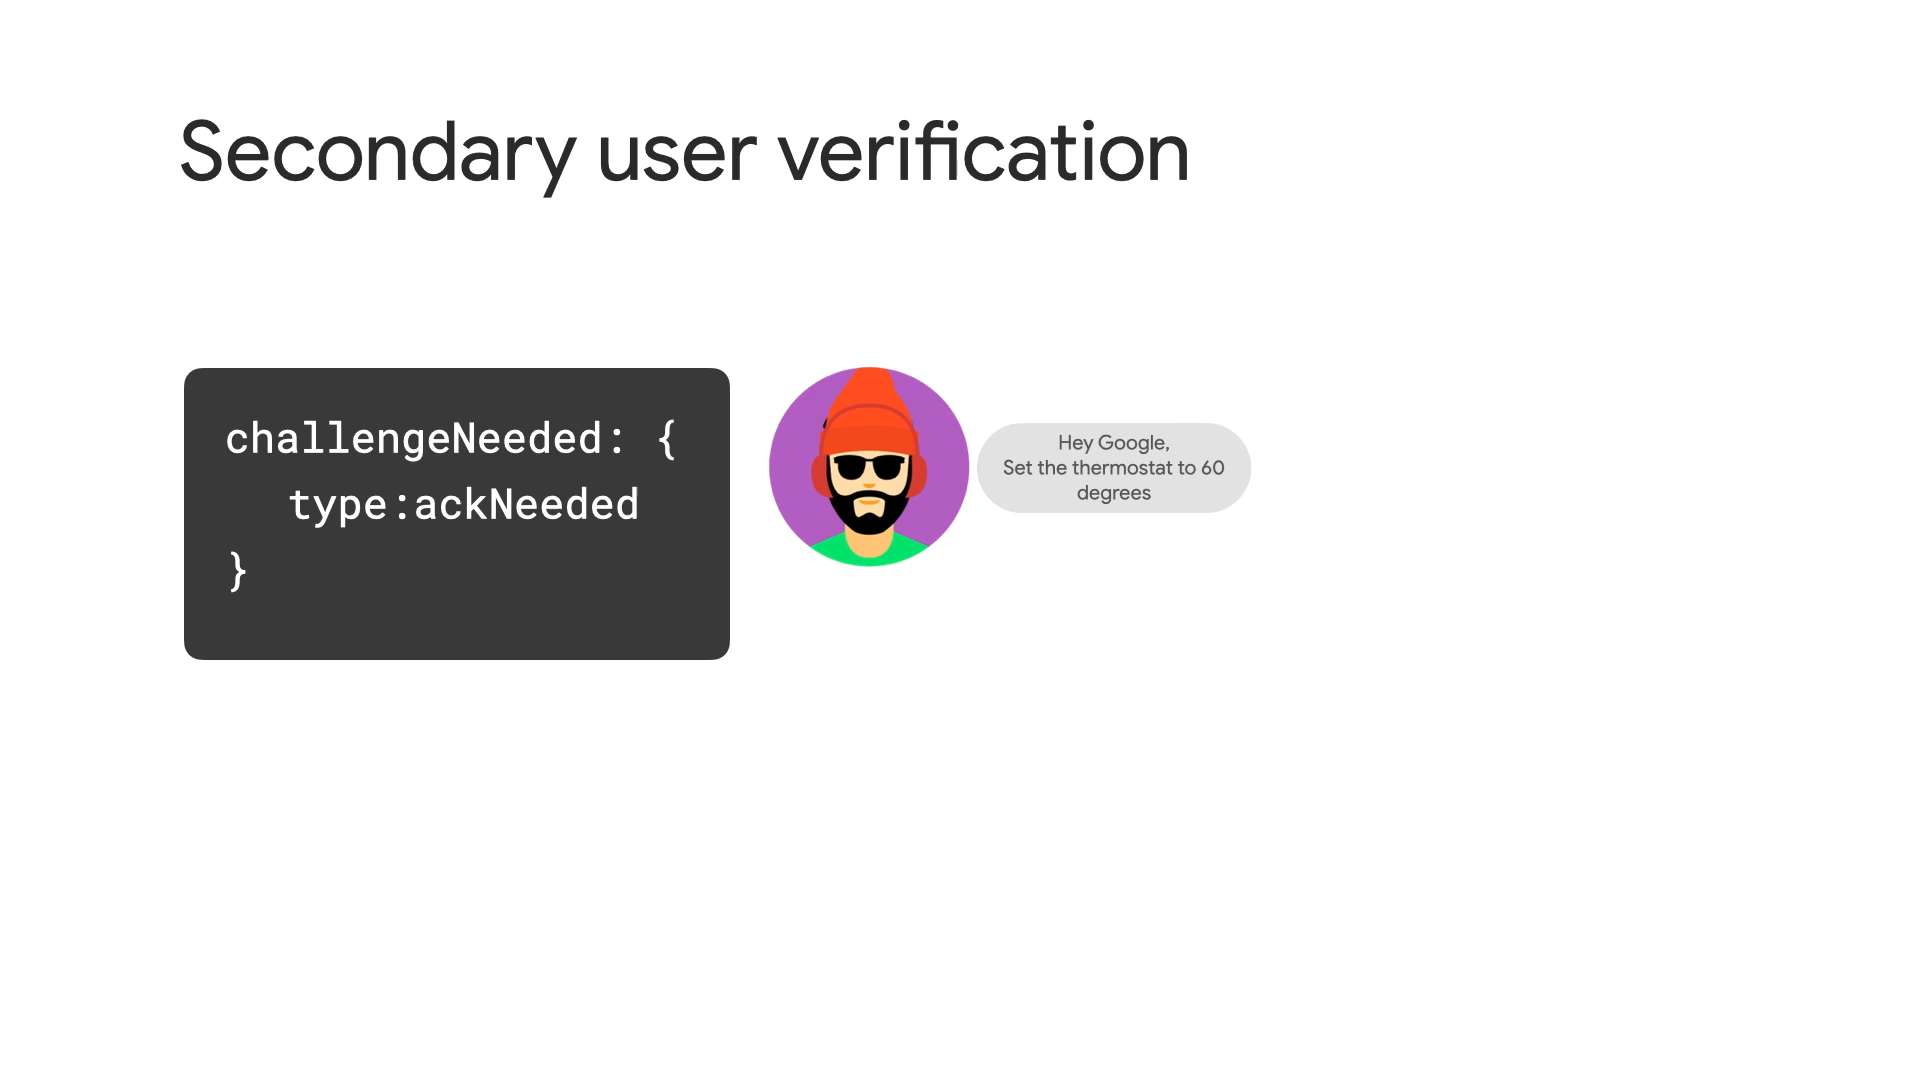 Secondary user verification
challengeNeeded: {
type:ackNeeded
}
Hey Google,
Set the thermostat to 60
degrees